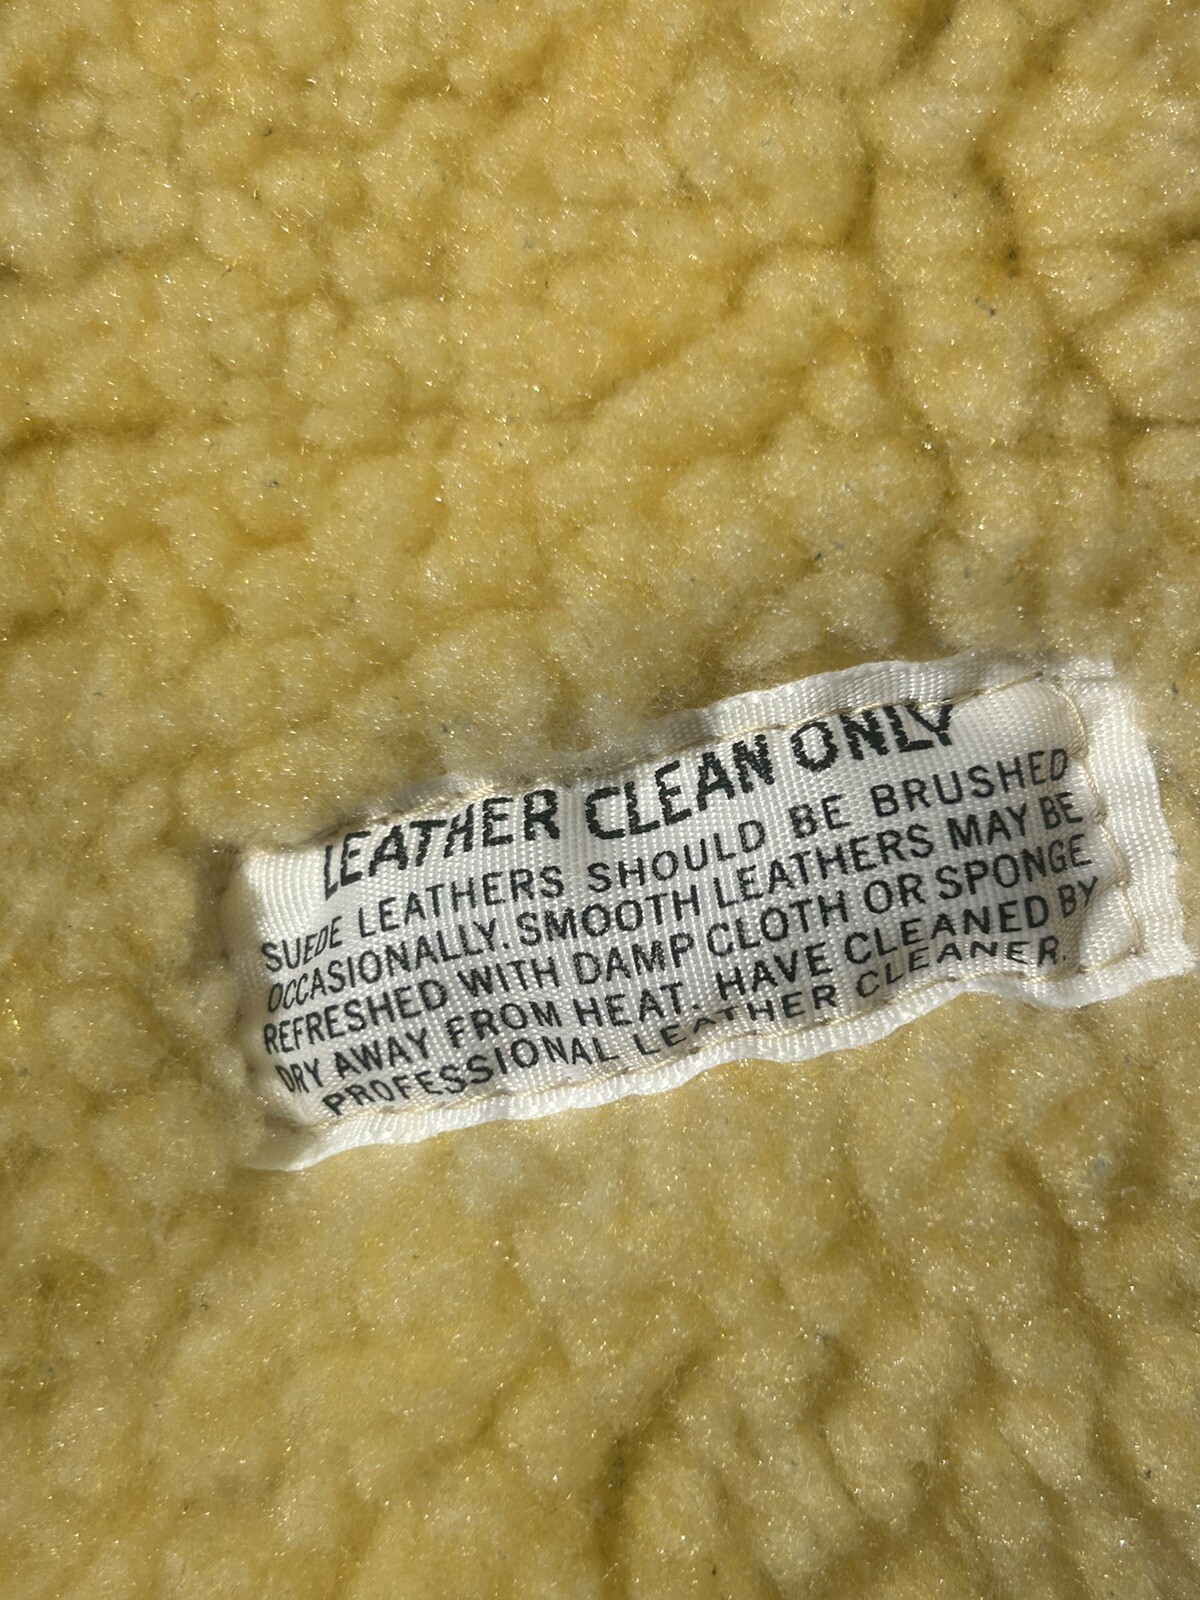 LEATHER CLEAN ONLY
SUEDE LEATHERS SHOULD BE BRUSHED
OCCASIONALLY. SMOOTH LEATHERS MAY BE
REFRESHED WITH DAMP CLOTH OR SPONGE
DRY AWAY FROM HEAT. HAVE CLEANED BY
PROFESSIONAL LEATHER CLEANER.